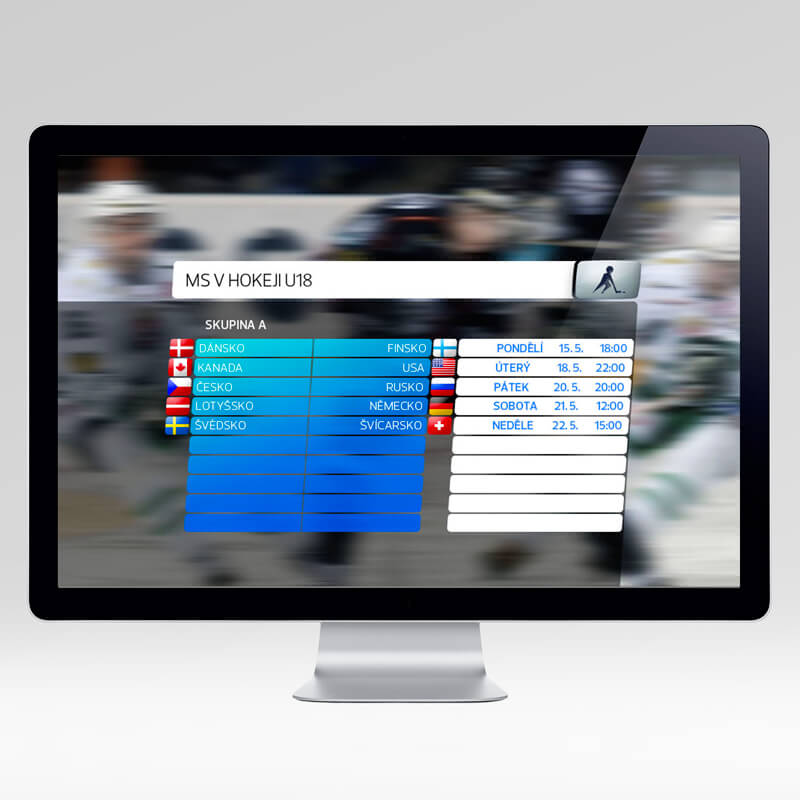 MS V HOKEJI U18
SKUPINA A
DÁNSKO FINSKO PONDĚLÍ 15. 5. 18:00
KANADA USA ÚTERÝ 18. 5. 22:00
ČESKO RUSKO PÁTEK 20. 5. 20:00
LOTYŠSKO NĚMECKO SOBOTA 21. 5. 12:00
ŠVÉDSKO ŠVÍCARSKO NEDĚLE 22. 5. 15:00